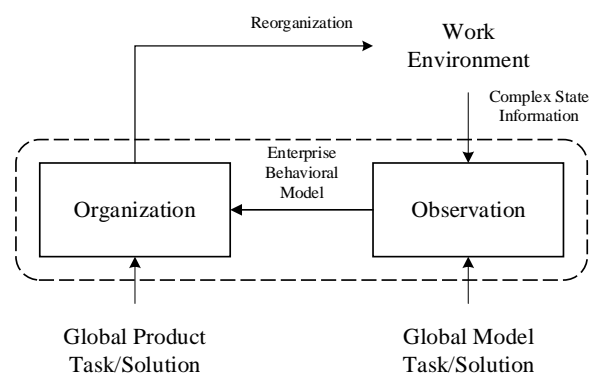 Reorganization
Work
Environment
Complex State
Information
Enterprise
Behavioral
Model
Organization
Observation
Global Product
Task/Solution
Global Model
Task/Solution